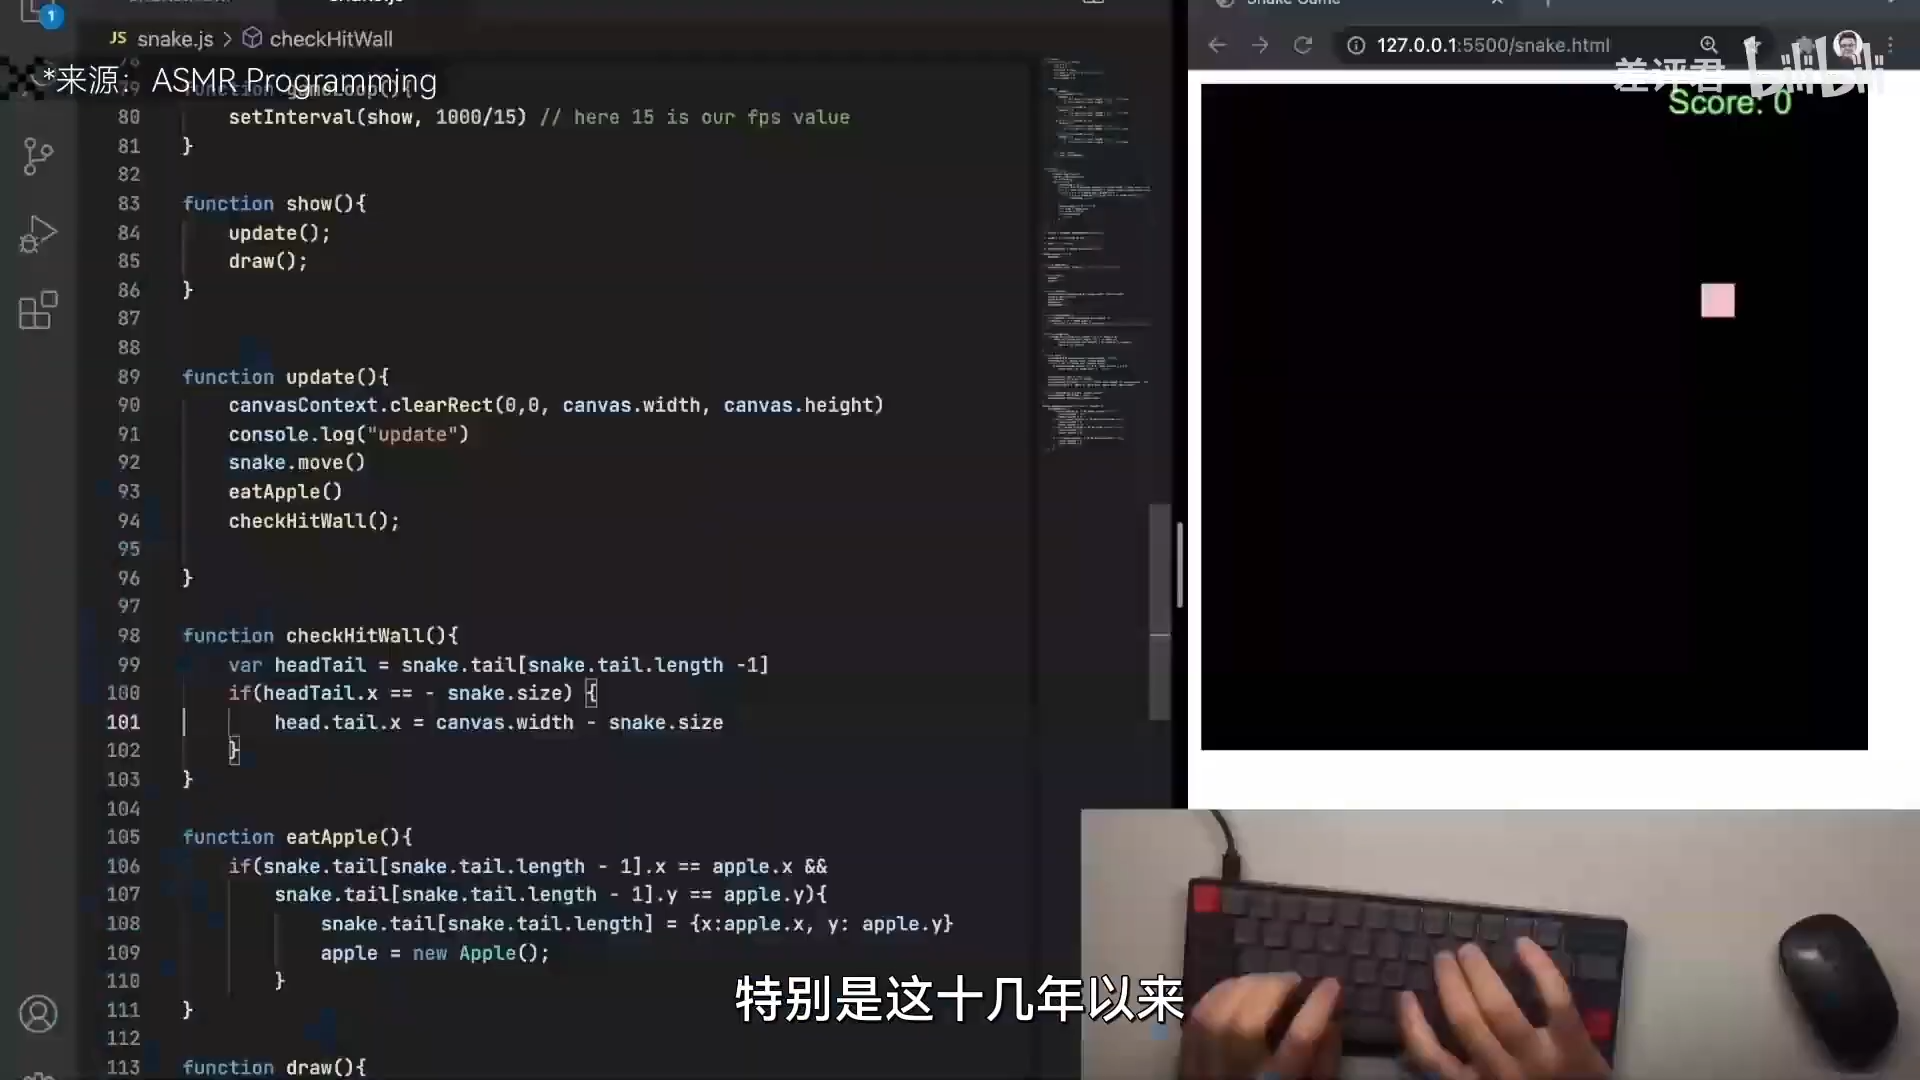 snake.js > checkHitWall
*来源：ASMR Programming
80 setInterval(show, 1000/15) // here 15 is our fps value
81 }
82
83 function show(){
84 update();
85 draw();
86 }
87
88
89 function update(){
90 canvasContext.clearRect(0,0, canvas.width, canvas.height)
91 console.log("update")
92 snake.move()
93 eatApple()
94 checkHitWall();
95
96 }
97
98 function checkHitWall(){
99 var headTail = snake.tail[snake.tail.length -1]
100 if(headTail.x == - snake.size) {
101 head.tail.x = canvas.width - snake.size
102 }
103 }
104
105 function eatApple(){
106 if(snake.tail[snake.tail.length - 1].x == apple.x &&
107 snake.tail[snake.tail.length - 1].y == apple.y){
108 snake.tail[snake.tail.length] = {x:apple.x, y: apple.y}
109 apple = new Apple();
110 }
111 }
112
113 function draw(){
127.0.0.1:5500/snake.html
差评君 bilibili
Score: 0
特别是这十几年以来